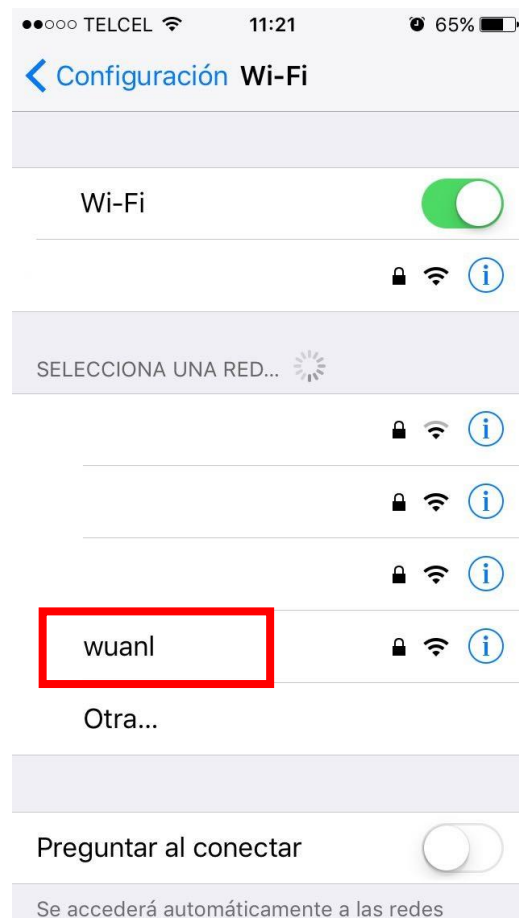 TELCEL 11:21 65%
Configuración Wi-Fi
Wi-Fi
SELECCIONA UNA RED...
wuanl
Otra...
Preguntar al conectar
Se accederá automáticamente a las redes